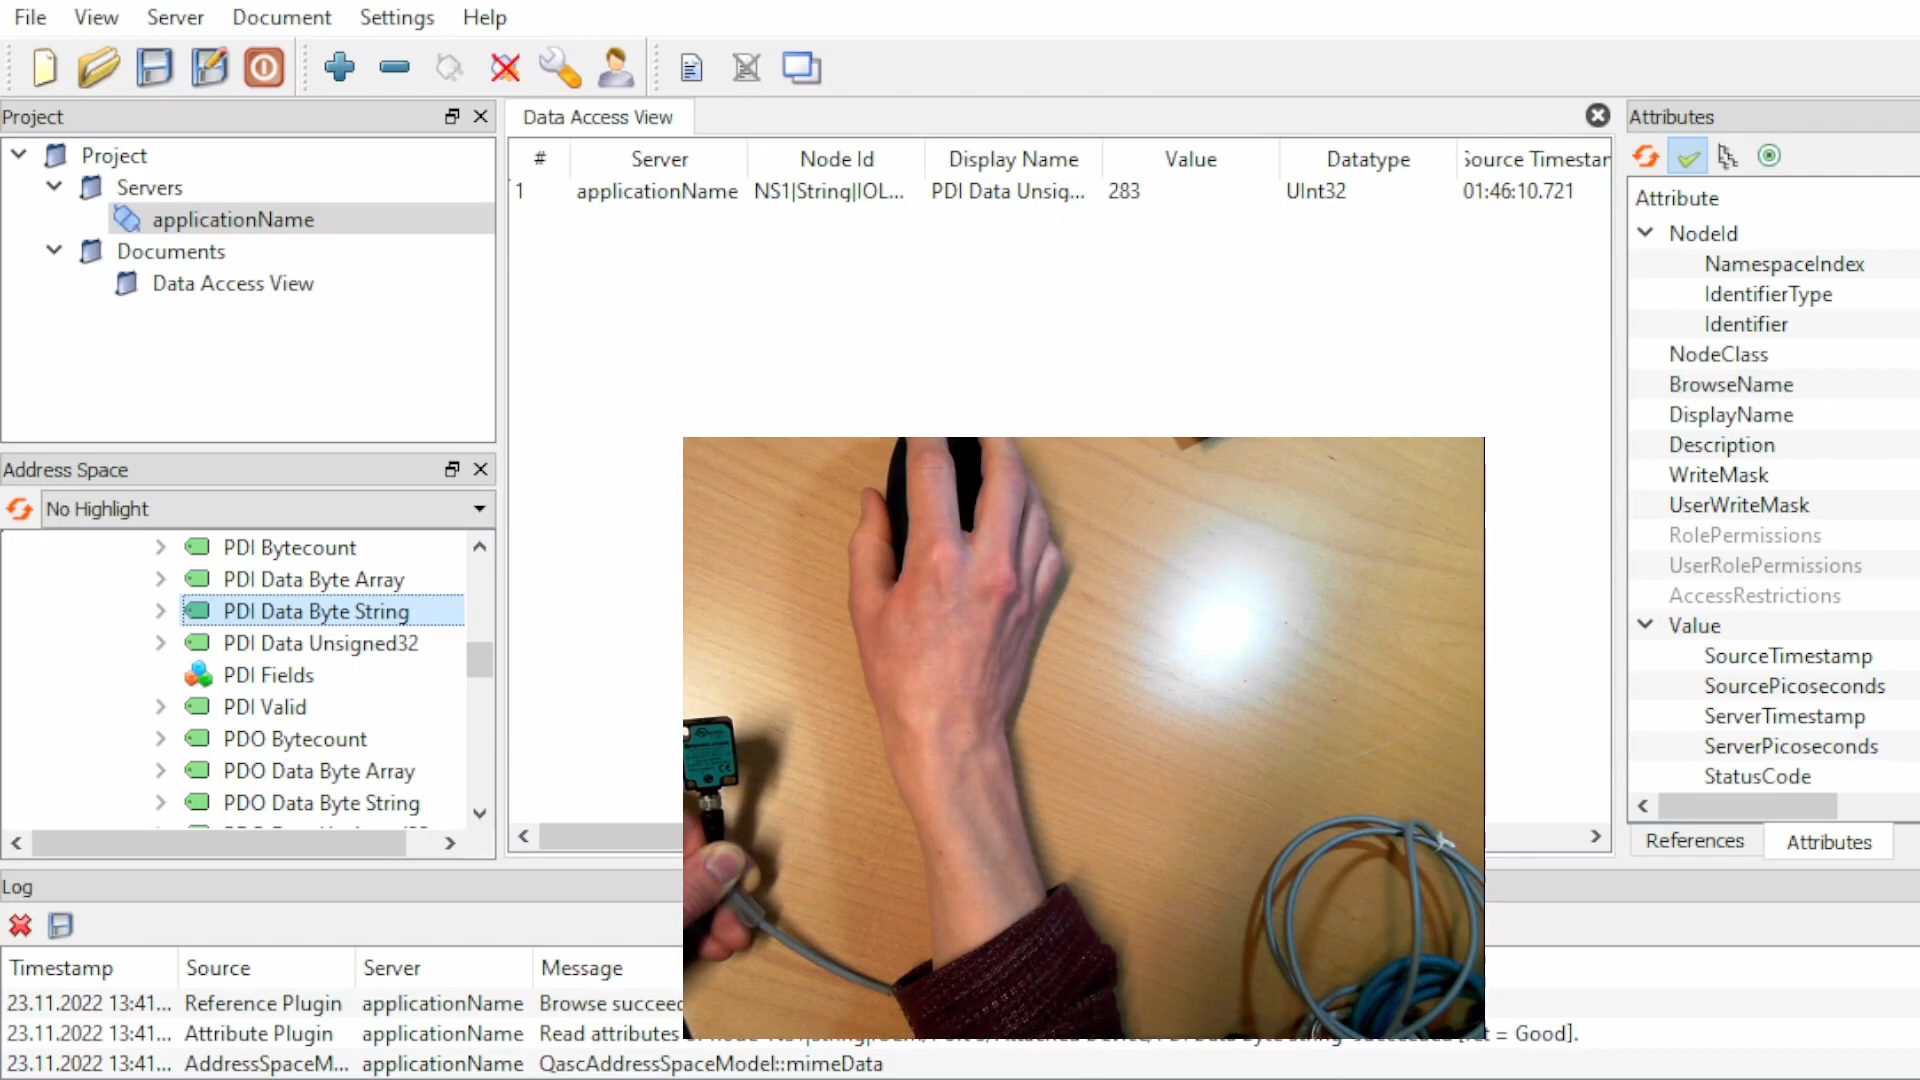 File View Server Document Settings Help
Project
Data Access View
Attributes
Project
Servers
applicationName
Documents
Data Access View
# Server Node Id Display Name Value Datatype Source Timestar
1 applicationName NS1|String|IOL... PDI Data Unsig... 283 UInt32 01:46:10.721
Attribute
NodeId
NamespaceIndex
IdentifierType
Identifier
NodeClass
BrowseName
DisplayName
Description
WriteMask
UserWriteMask
RolePermissions
UserRolePermissions
AccessRestrictions
Value
SourceTimestamp
SourcePicoseconds
ServerTimestamp
ServerPicoseconds
StatusCode
References Attributes
Address Space
No Highlight
PDI Bytecount
PDI Data Byte Array
PDI Data Byte String
PDI Data Unsigned32
PDI Fields
PDI Valid
PDO Bytecount
PDO Data Byte Array
PDO Data Byte String
Log
Timestamp Source Server Message
23.11.2022 13:41... Reference Plugin applicationName Browse succeed
23.11.2022 13:41... Attribute Plugin applicationName Read attributes = Good].
23.11.2022 13:41... AddressSpaceM... applicationName QascAddressSpaceModel::mimeData